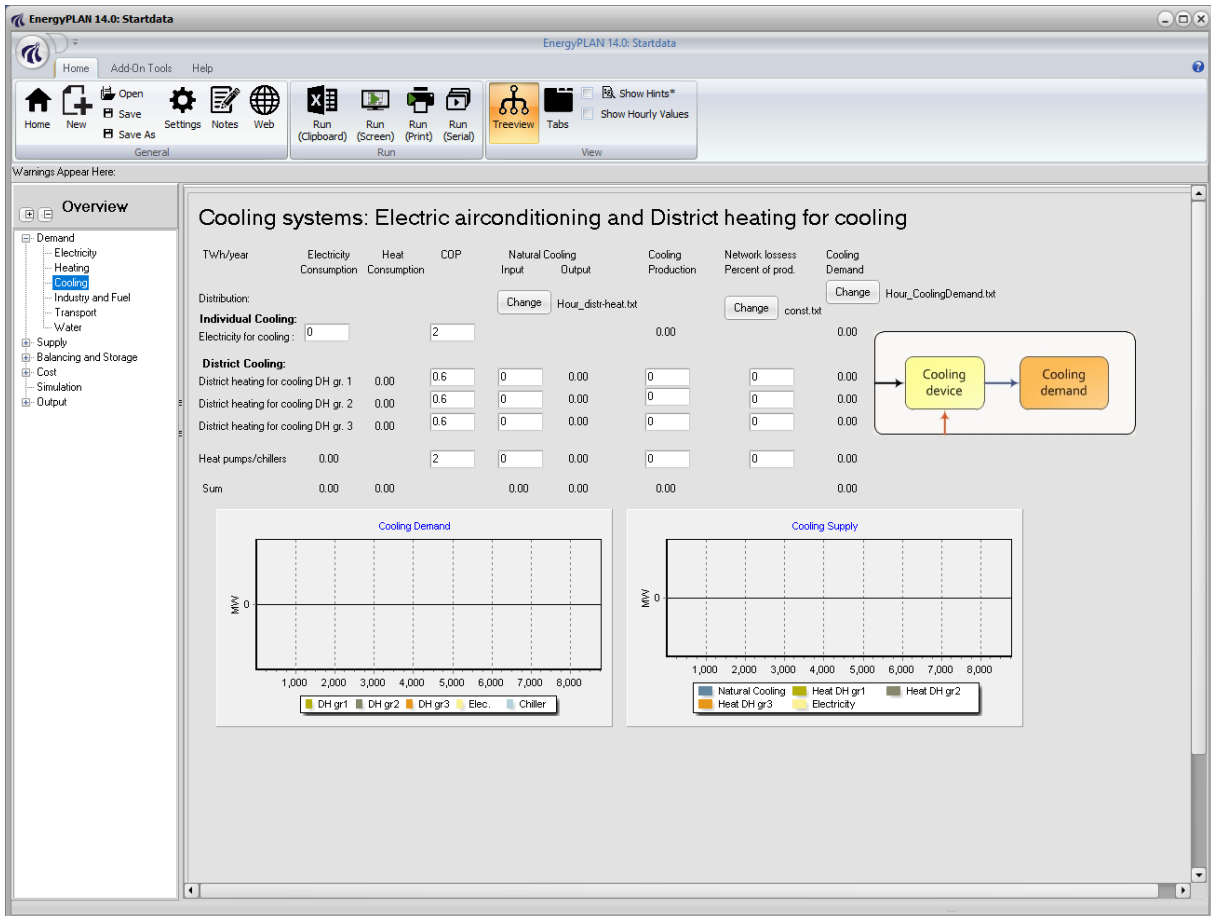 EnergyPLAN 14.0: Startdata
EnergyPLAN 14.0: Startdata
Home Add-On Tools Help
Home
New
Open
Save
Save As
Settings
Notes
Web
General
Run (Clipboard)
Run (Screen)
Run (Print)
Run (Serial)
Run
Treeview
Tabs
Show Hints*
Show Hourly Values
View
Warnings Appear Here:
Overview
Demand
Electricity
Heating
Cooling
Industry and Fuel
Transport
Water
Supply
Balancing and Storage
Cost
Simulation
Output
Cooling systems: Electric airconditioning and District heating for cooling
TWh/year Electricity Heat COP Natural Cooling Cooling Network lossess Cooling
Consumption Consumption Input Output Production Percent of prod. Demand
Distribution: Change Hour_distr-heat.txt Change const.txt Change Hour_CoolingDemand.txt
Individual Cooling:
Electricity for cooling : 0 2 0.00 0.00
District Cooling:
District heating for cooling DH gr. 1 0.00 0.6 0 0.00 0 0 0.00
District heating for cooling DH gr. 2 0.00 0.6 0 0.00 0 0 0.00
District heating for cooling DH gr. 3 0.00 0.6 0 0.00 0 0 0.00
Heat pumps/chillers 0.00 2 0 0.00 0 0 0.00
Sum 0.00 0.00 0.00 0.00 0.00 0.00
Cooling device
Cooling demand
Cooling Demand
MW
0
1,000 2,000 3,000 4,000 5,000 6,000 7,000 8,000
DH gr1 DH gr2 DH gr3 Elec. Chiller
Cooling Supply
MW
0
1,000 2,000 3,000 4,000 5,000 6,000 7,000 8,000
Natural Cooling Heat DH gr1 Heat DH gr2
Heat DH gr3 Electricity